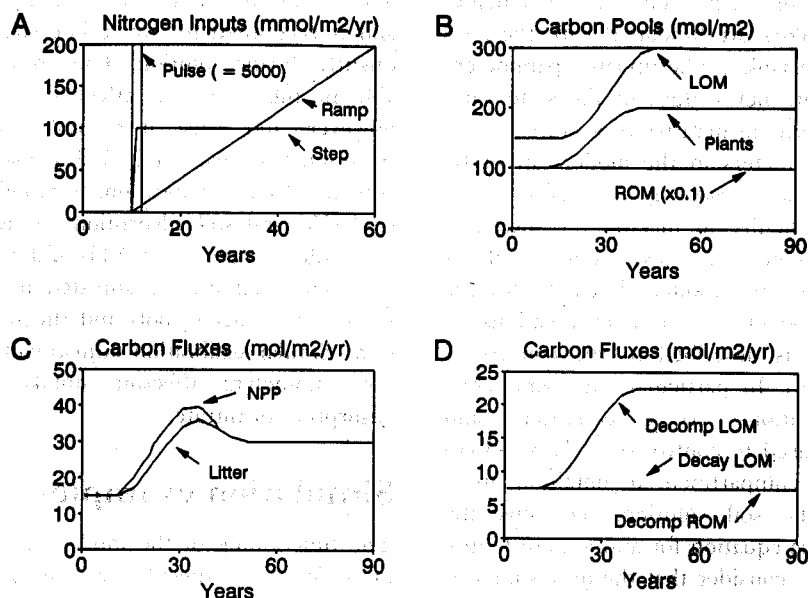 A
Nitrogen Inputs (mmol/m2/yr)
200
150
100
50
0
Pulse ( = 5000)
Ramp
Step
0 20 40 60
Years
B
Carbon Pools (mol/m2)
300
200
100
0
LOM
Plants
ROM (x0.1)
0 30 60 90
Years
C
Carbon Fluxes (mol/m2/yr)
50
40
30
20
10
0
NPP
Litter
0 30 60 90
Years
D
Carbon Fluxes (mol/m2/yr)
25
20
15
10
5
0
Decomp LOM
Decay LOM
Decomp ROM
0 30 60 90
Years